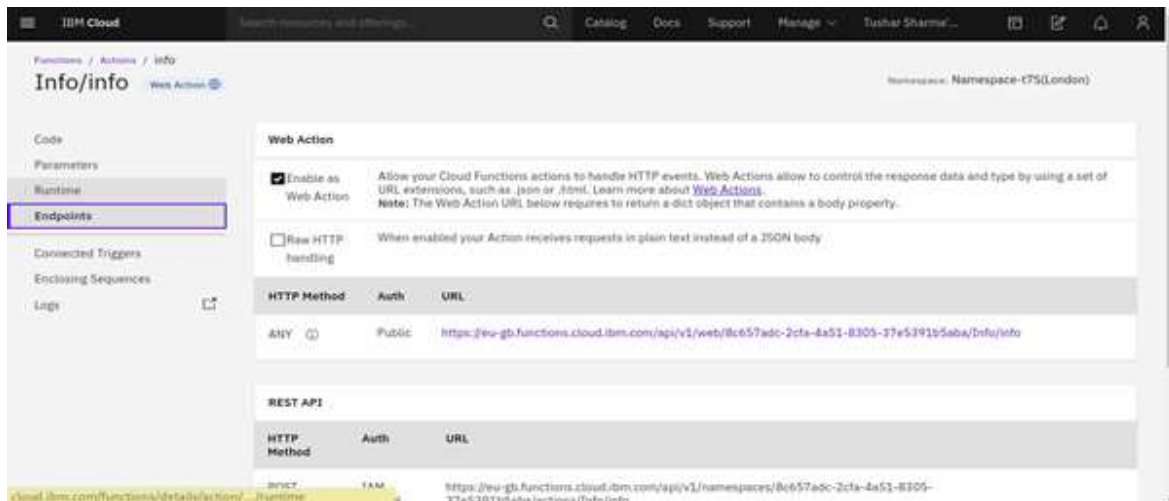 IBM Cloud
Search resources and offerings...
Catalog
Docs
Support
Manage
Tushar Sharma'...
Functions / Actions / info
Info/info
Web Action
Namespace: Namespace-t75(London)
Code
Parameters
Runtime
Endpoints
Connected Triggers
Enclosing Sequences
Logs
Web Action
Enable as
Web Action
Allow your Cloud Functions actions to handle HTTP events. Web Actions allow to control the response data and type by using a set of
URL extensions, such as .json or .html. Learn more about Web Actions.
Note: The Web Action URL below requires to return a dict object that contains a body property.
Raw HTTP
handling
When enabled your Action receives requests in plain text instead of a JSON body
HTTP Method Auth URL
ANY Public https://eu-gb.functions.cloud.ibm.com/api/v1/web/8c657adc-2cfa-4a51-8305-37e5391b5aba/Info/info
REST API
HTTP
Method
Auth URL
POST IAM https://eu-gb.functions.cloud.ibm.com/api/v1/namespaces/8c657adc-2cfa-4a51-8305-
37e5391b5aba/actions/Info/info
cloud.ibm.com/functions/details/action/.../runtime